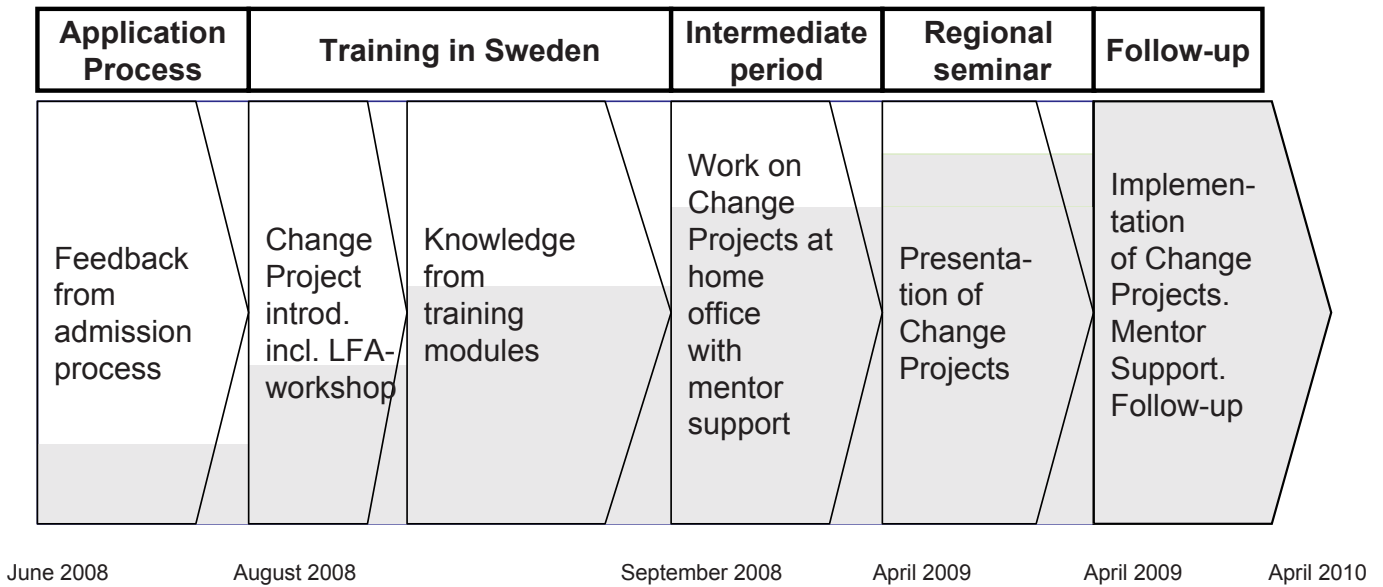 Application
Process
Training in Sweden
Intermediate
period
Regional
seminar
Follow-up
Feedback
from
admission
process
Change
Project
introd.
incl. LFA-
workshop
Knowledge
from
training
modules
Work on
Change
Projects at
home
office
with
mentor
support
Presenta-
tion of
Change
Projects
Implemen-
tation
of Change
Projects.
Mentor
Support.
Follow-up
June 2008
August 2008
September 2008
April 2009
April 2009
April 2010